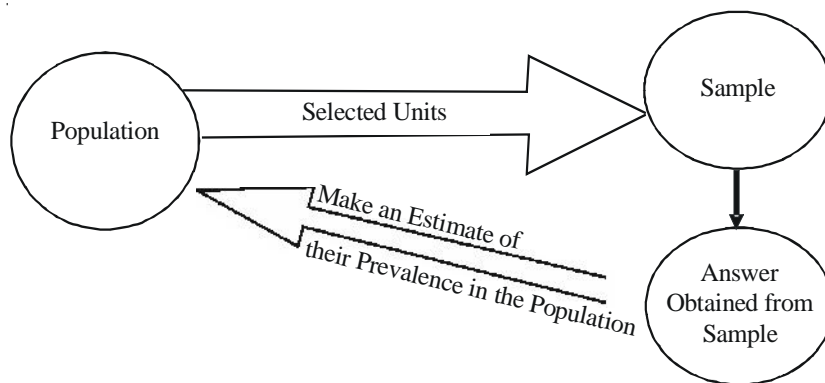 Population
Selected Units
Sample
Make an Estimate of
their Prevalence in the Population
Answer
Obtained from
Sample